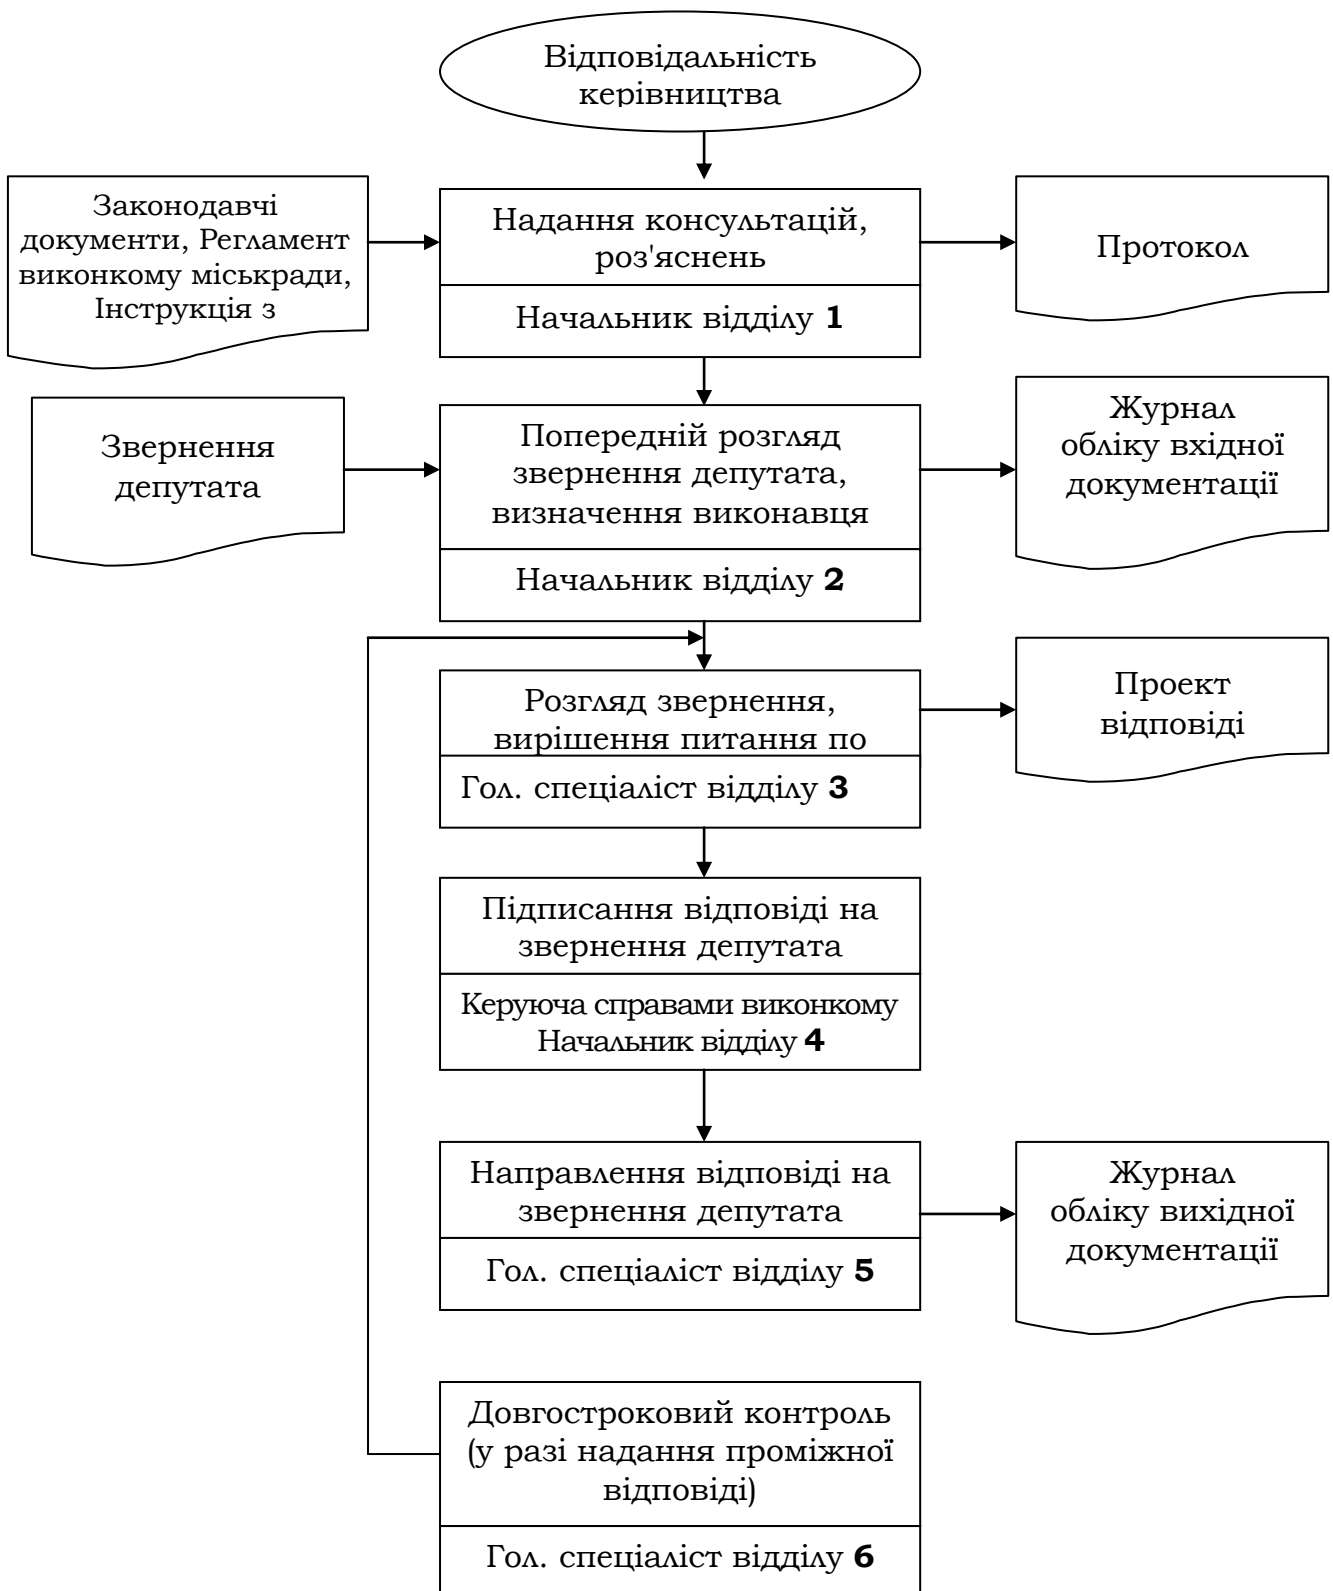 Відповідальність
керівництва
Законодавчі
документи, Регламент
виконкому міськради,
Інструкція з
Надання консультацій,
роз'яснень
Начальник відділу 1
Протокол
Звернення
депутата
Попередній розгляд
звернення депутата,
визначення виконавця
Начальник відділу 2
Журнал
обліку вхідної
документації
Розгляд звернення,
вирішення питання по
Гол. спеціаліст відділу 3
Проект
відповіді
Підписання відповіді на
звернення депутата
Керуюча справами виконкому
Начальник відділу 4
Направлення відповіді на
звернення депутата
Гол. спеціаліст відділу 5
Журнал
обліку вихідної
документації
Довгостроковий контроль
(у разі надання проміжної
відповіді)
Гол. спеціаліст відділу 6